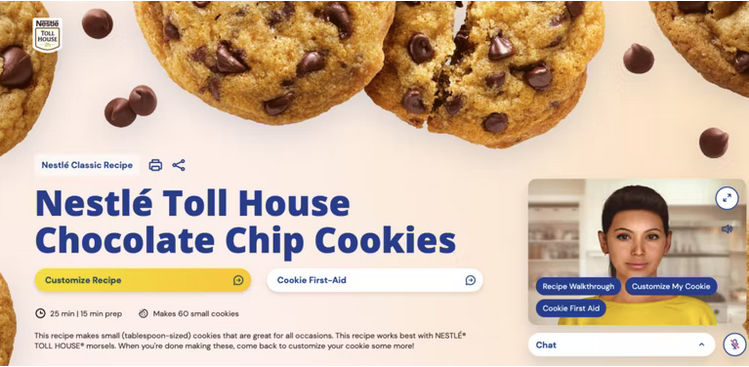 Nestlé
TOLL
HOUSE
Nestlé Classic Recipe
Nestlé Toll House
Chocolate Chip Cookies
Customize Recipe
Cookie First-Aid
25 min | 15 min prep
Makes 60 small cookies
This recipe makes small (tablespoon-sized) cookies that are great for all occasions. This recipe works best with NESTLÉ®
TOLL HOUSE® morsels. When you're done making these, come back to customize your cookie some more!
Recipe Walkthrough
Customize My Cookie
Cookie First Aid
Chat